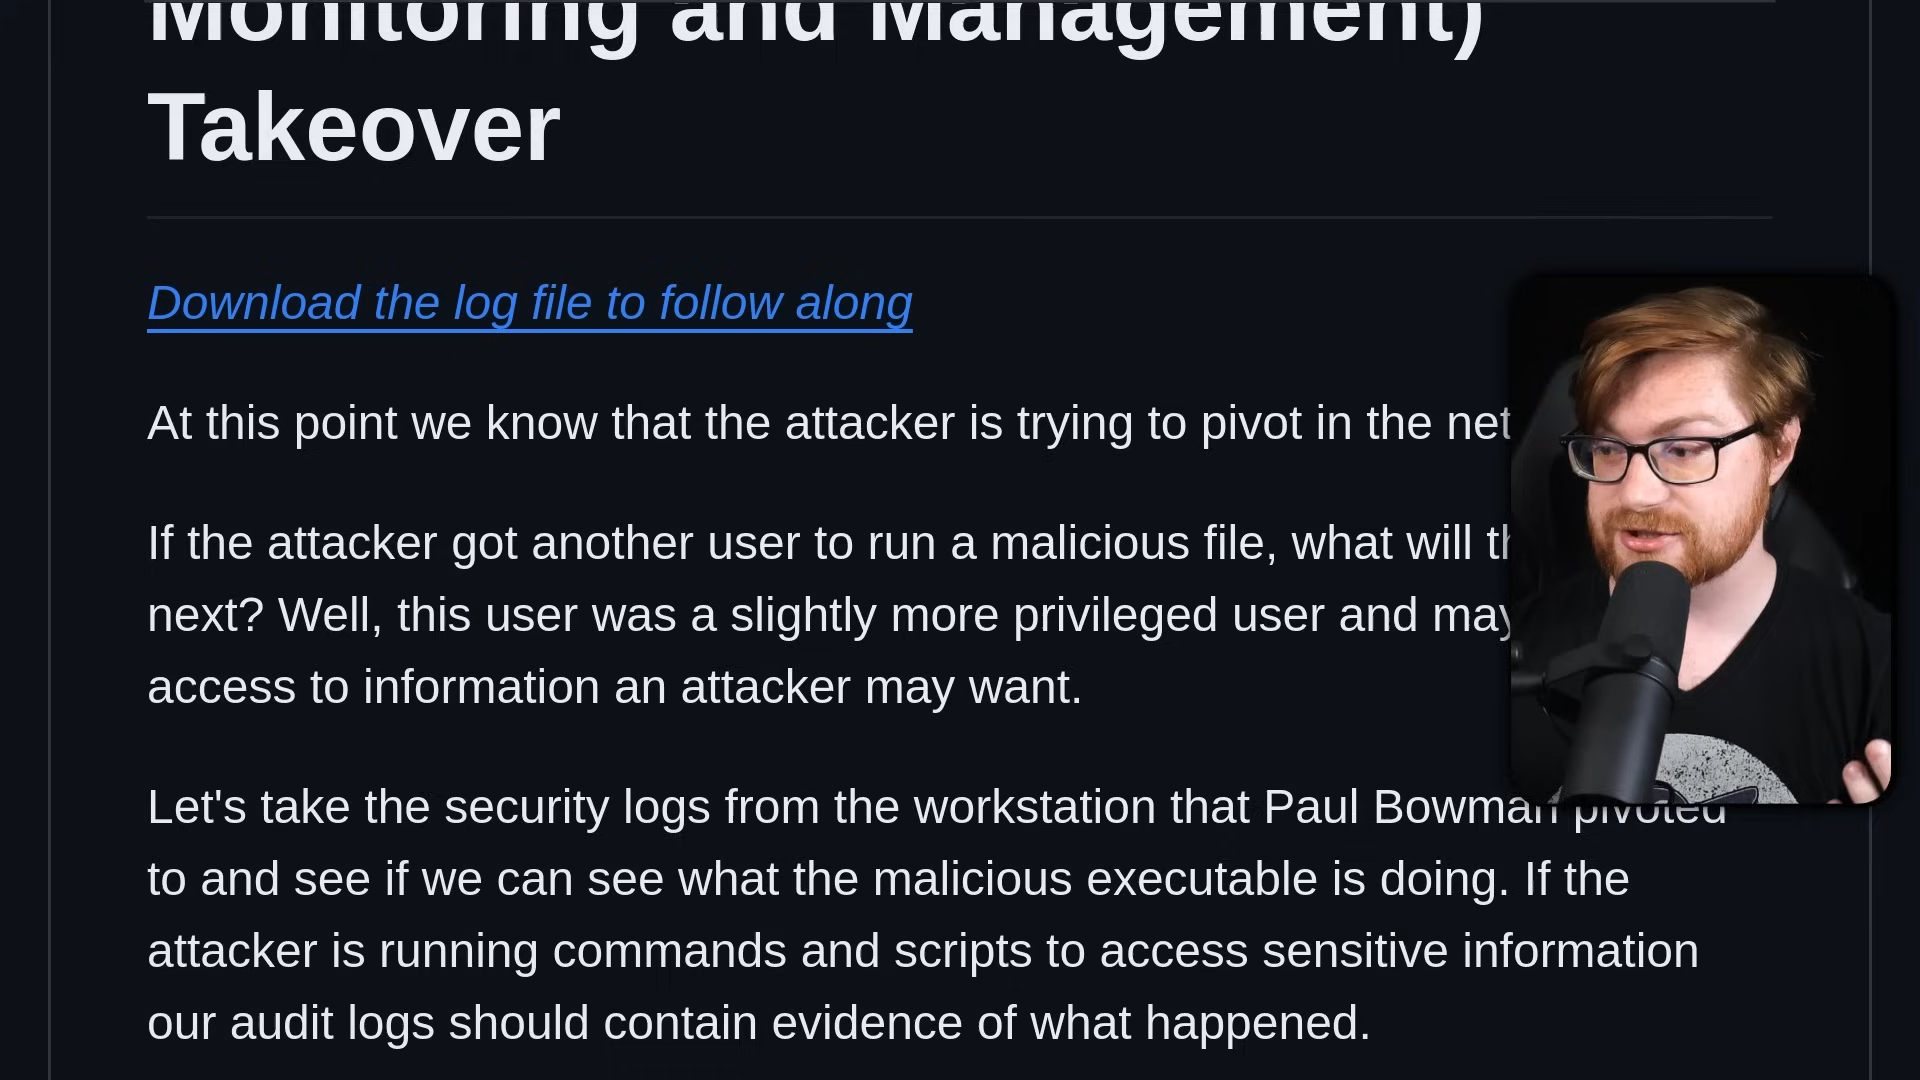 Monitoring and Management)
Takeover
Download the log file to follow along
At this point we know that the attacker is trying to pivot in the
If the attacker got another user to run a malicious file, what will
next? Well, this user was a slightly more privileged user and may
access to information an attacker may want.
Let's take the security logs from the workstation that Paul Bowman pivoted
to and see if we can see what the malicious executable is doing. If the
attacker is running commands and scripts to access sensitive information
our audit logs should contain evidence of what happened.